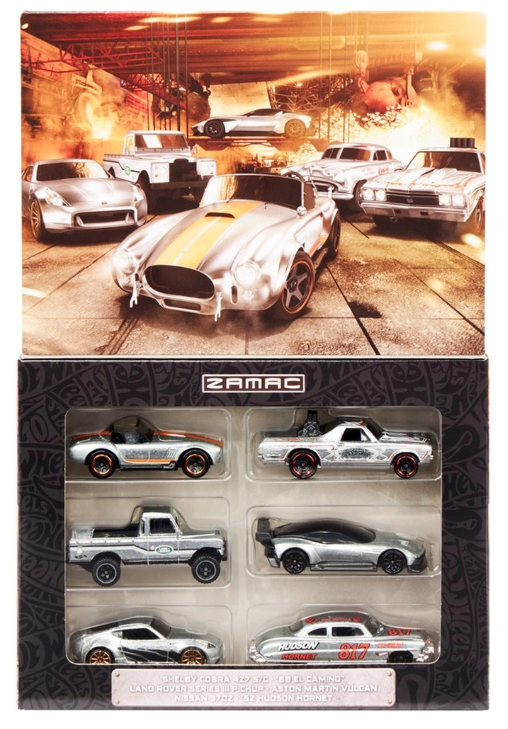 ZAMAC
HUDSON
HORNET
817
SHELBY COBRA 427 S/C · '68 EL CAMINO
LAND ROVER SERIES III PICKUP · ASTON MARTIN VULCAN
NISSAN 370Z · '52 HUDSON HORNET